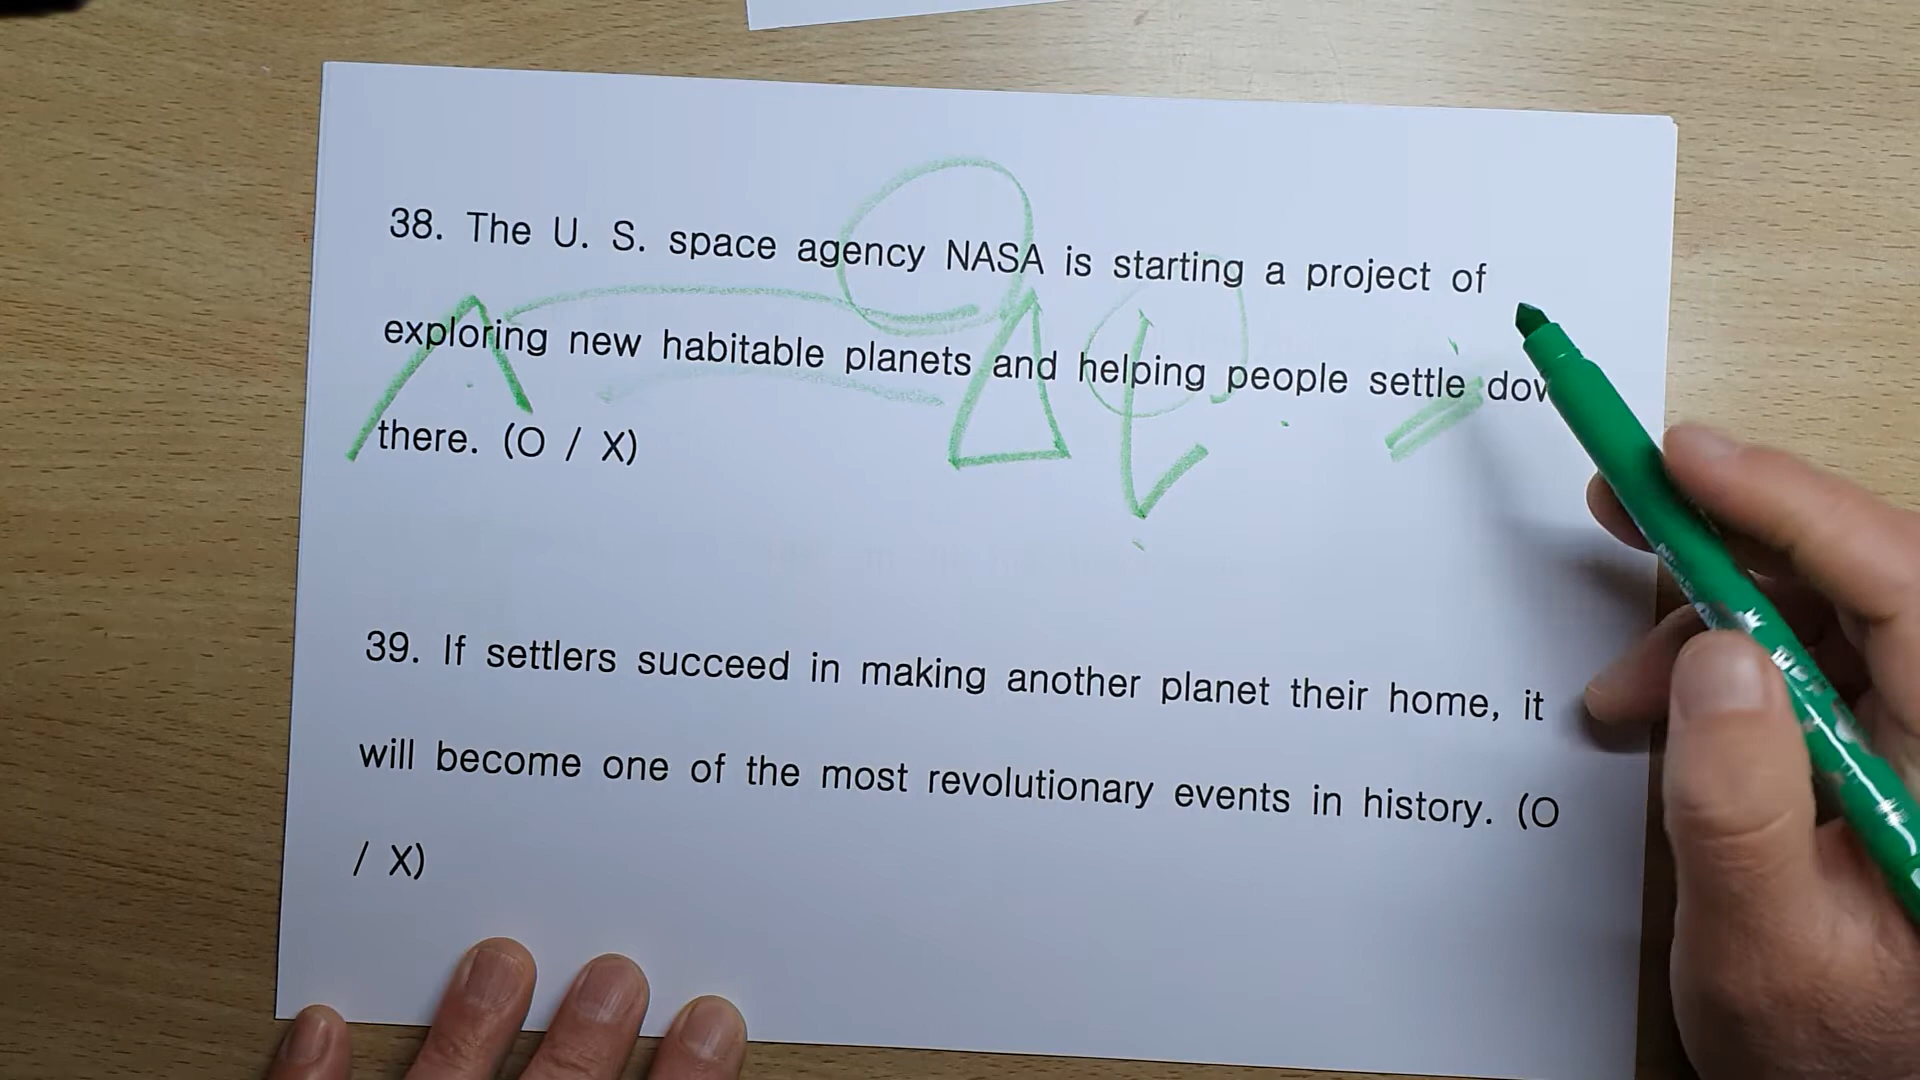 38. The U. S. space agency NASA is starting a project of
exploring new habitable planets and helping people settle
there. (O / X)
39. If settlers succeed in making another planet their home, it
will become one of the most revolutionary events in history. (O
/ X)